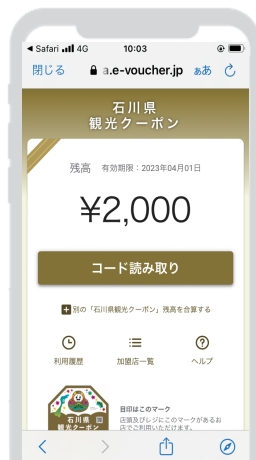 Safari 4G 10:03
閉じる a.e-voucher.jp ぁあ
石川県
観光クーポン
残高 有効期限：2023年04月01日
¥2,000
コード読み取り
別の「石川県観光クーポン」残高を合算する
利用履歴 加盟店一覧 ヘルプ
石川県
観光クーポン
目印はこのマーク
店頭及びレジにこのマークがあるお
店でご利用いただけます。